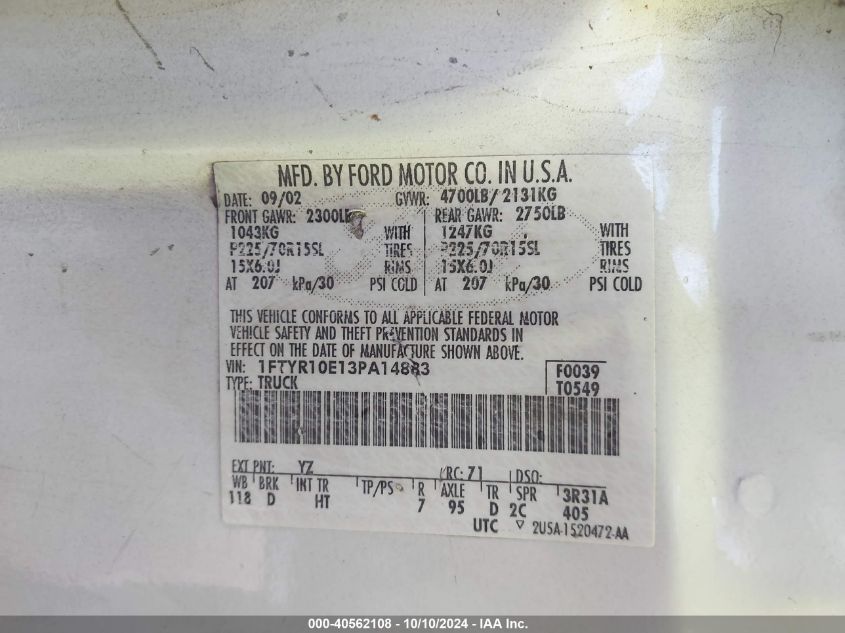 MFD. BY FORD MOTOR CO. IN U.S.A.
DATE: 09/02 GVWR: 4700LB/ 2131KG
FRONT GAWR: 2300LB REAR GAWR: 2750LB
1043KG WITH 1247KG WITH
P225/70R15SL TIRES P225/70R15SL TIRES
15X6.0J RIMS 15X6.0J RIMS
AT 207 kPa/30 PSI COLD AT 207 kPa/30 PSI COLD
THIS VEHICLE CONFORMS TO ALL APPLICABLE FEDERAL MOTOR
VEHICLE SAFETY AND THEFT PREVENTION STANDARDS IN
EFFECT ON THE DATE OF MANUFACTURE SHOWN ABOVE.
VIN: 1FTYR10E13PA14883 F0039
TYPE: TRUCK T0549
EXT PNT: YZ RC: 71 DSO:
WB BRK INT TR TP/PS R AXLE TR SPR 3R31A
118 D HT 7 95 D 2C 405
UTC ▽ 2U5A-1520472-AA
000-40562108 - 10/10/2024 - IAA Inc.